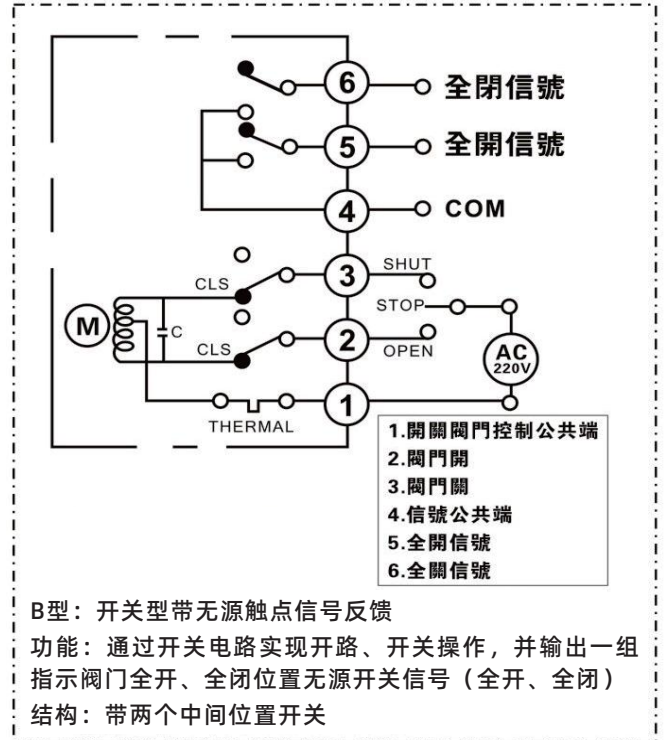 6 全閉信號
5 全開信號
4 COM
CLS 3 SHUT
STOP
M C
CLS 2 OPEN
AC
220V
THERMAL 1
1.開關閥門控制公共端
2.閥門開
3.閥門關
4.信號公共端
5.全開信號
6.全關信號
B型：开关型带无源触点信号反馈
功能：通过开关电路实现开路、开关操作，并输出一组
指示阀门全开、全闭位置无源开关信号（全开、全闭）
结构：带两个中间位置开关